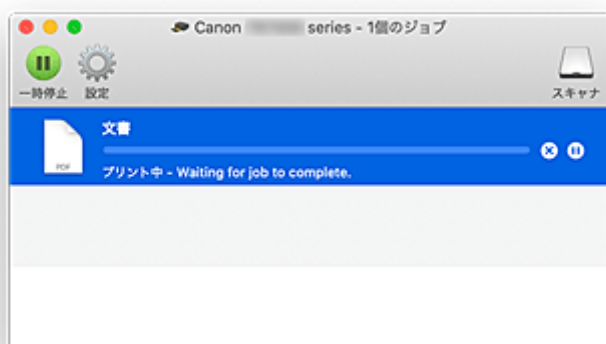 Canon series - 1個のジョブ
一時停止 設定 スキャナ
文書
PDF
プリント中 - Waiting for job to complete.